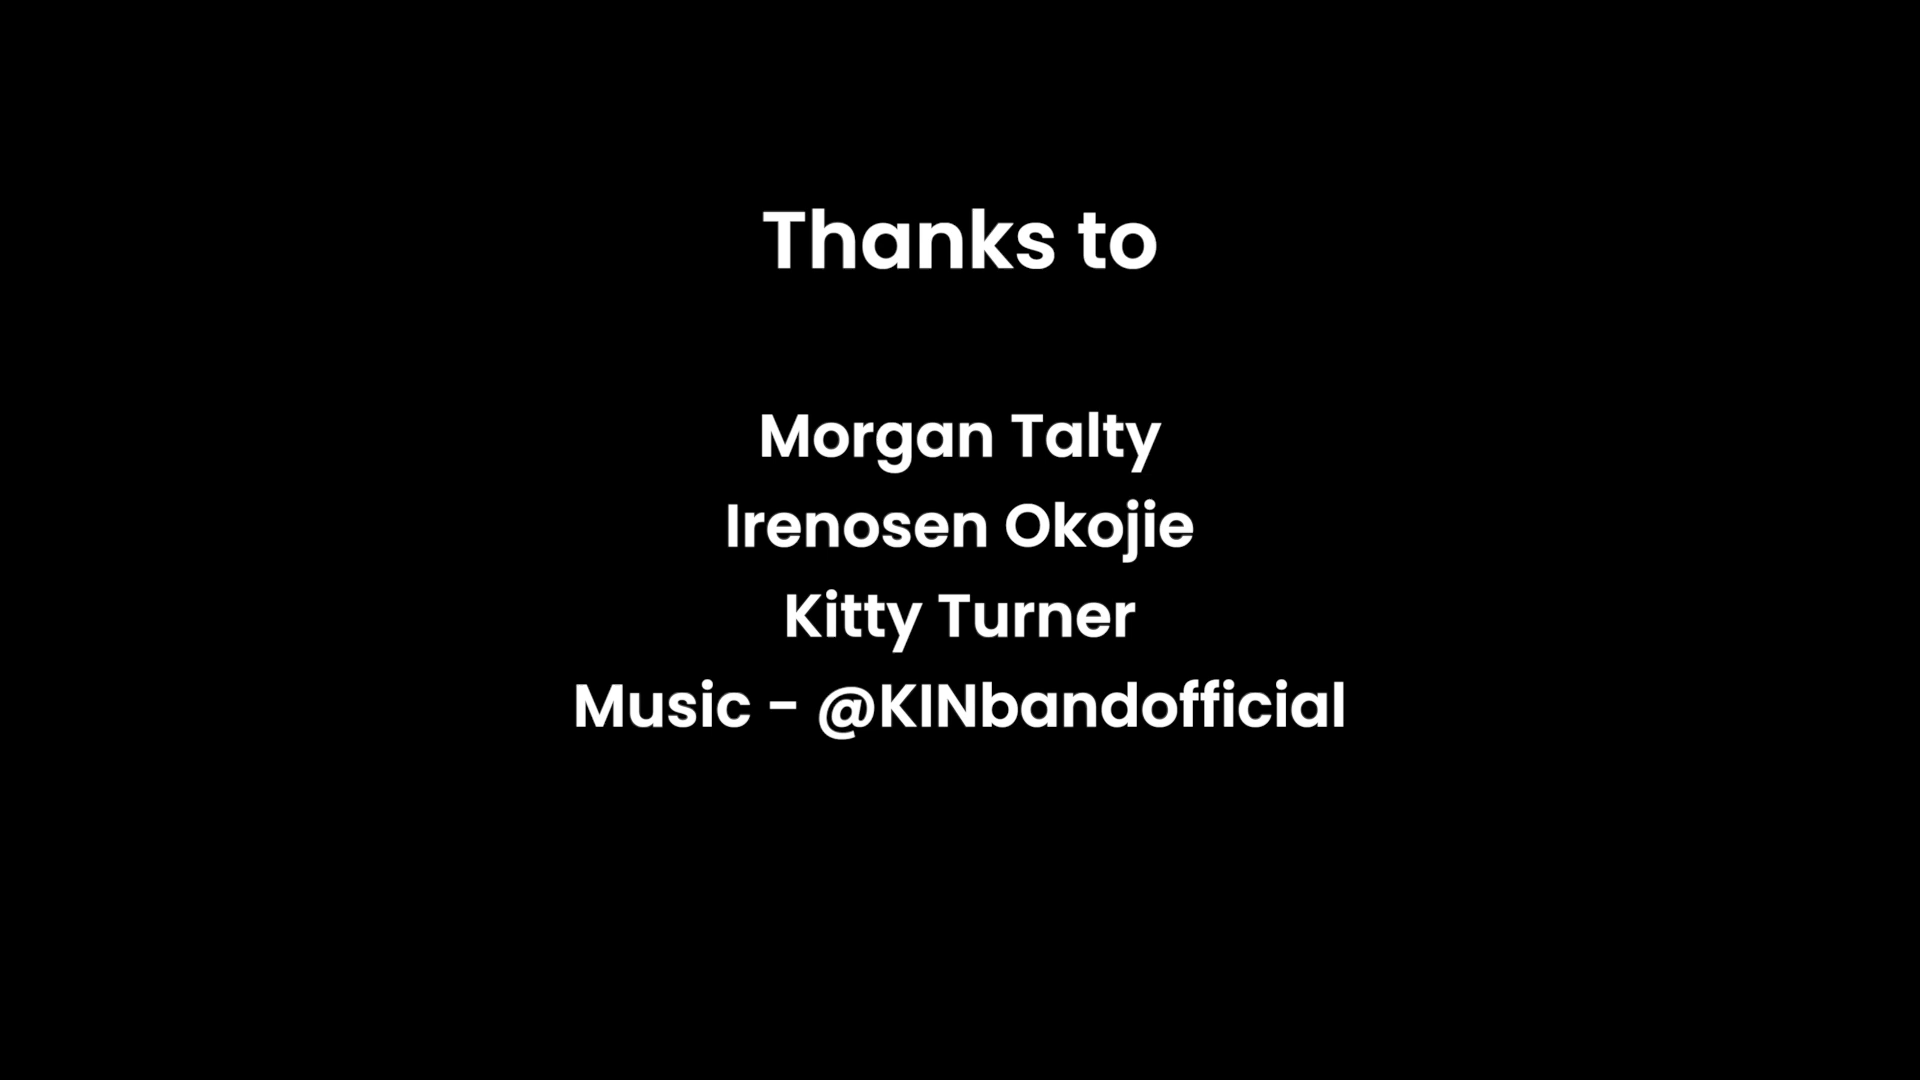 Thanks to
Morgan Talty
Irenosen Okojie
Kitty Turner
Music - @KINbandofficial